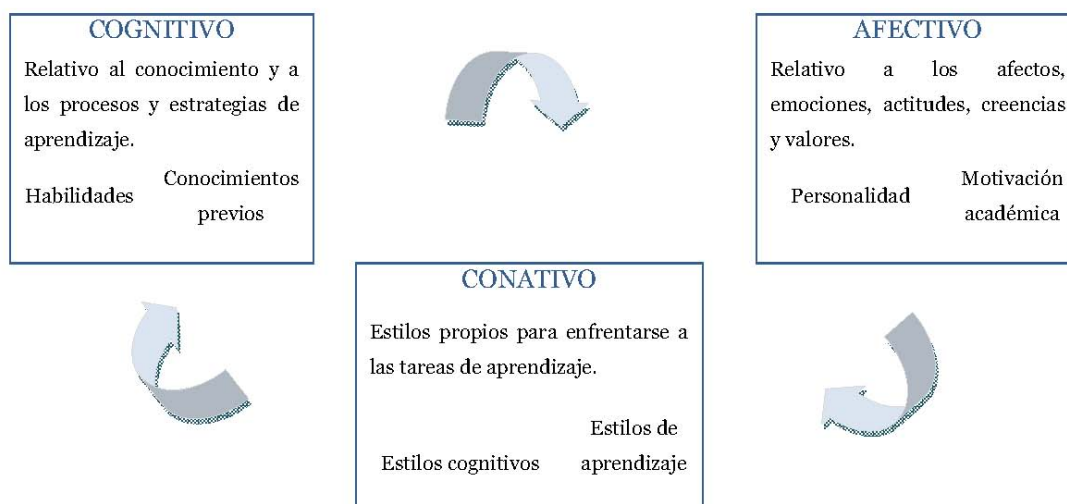 COGNITIVO
Relativo al conocimiento y a
los procesos y estrategias de
aprendizaje.
Habilidades
Conocimientos
previos
AFECTIVO
Relativo a los afectos,
emociones, actitudes, creencias
y valores.
Personalidad
Motivación
académica
CONATIVO
Estilos propios para enfrentarse a
las tareas de aprendizaje.
Estilos cognitivos
Estilos de
aprendizaje